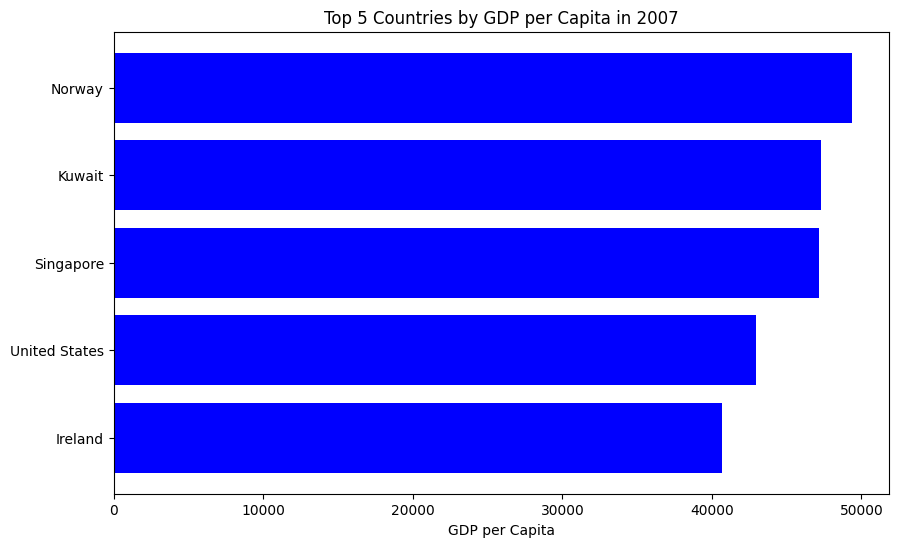 Top 5 Countries by GDP per Capita in 2007
Norway
Kuwait
Singapore
United States
Ireland
0 10000 20000 30000 40000 50000
GDP per Capita